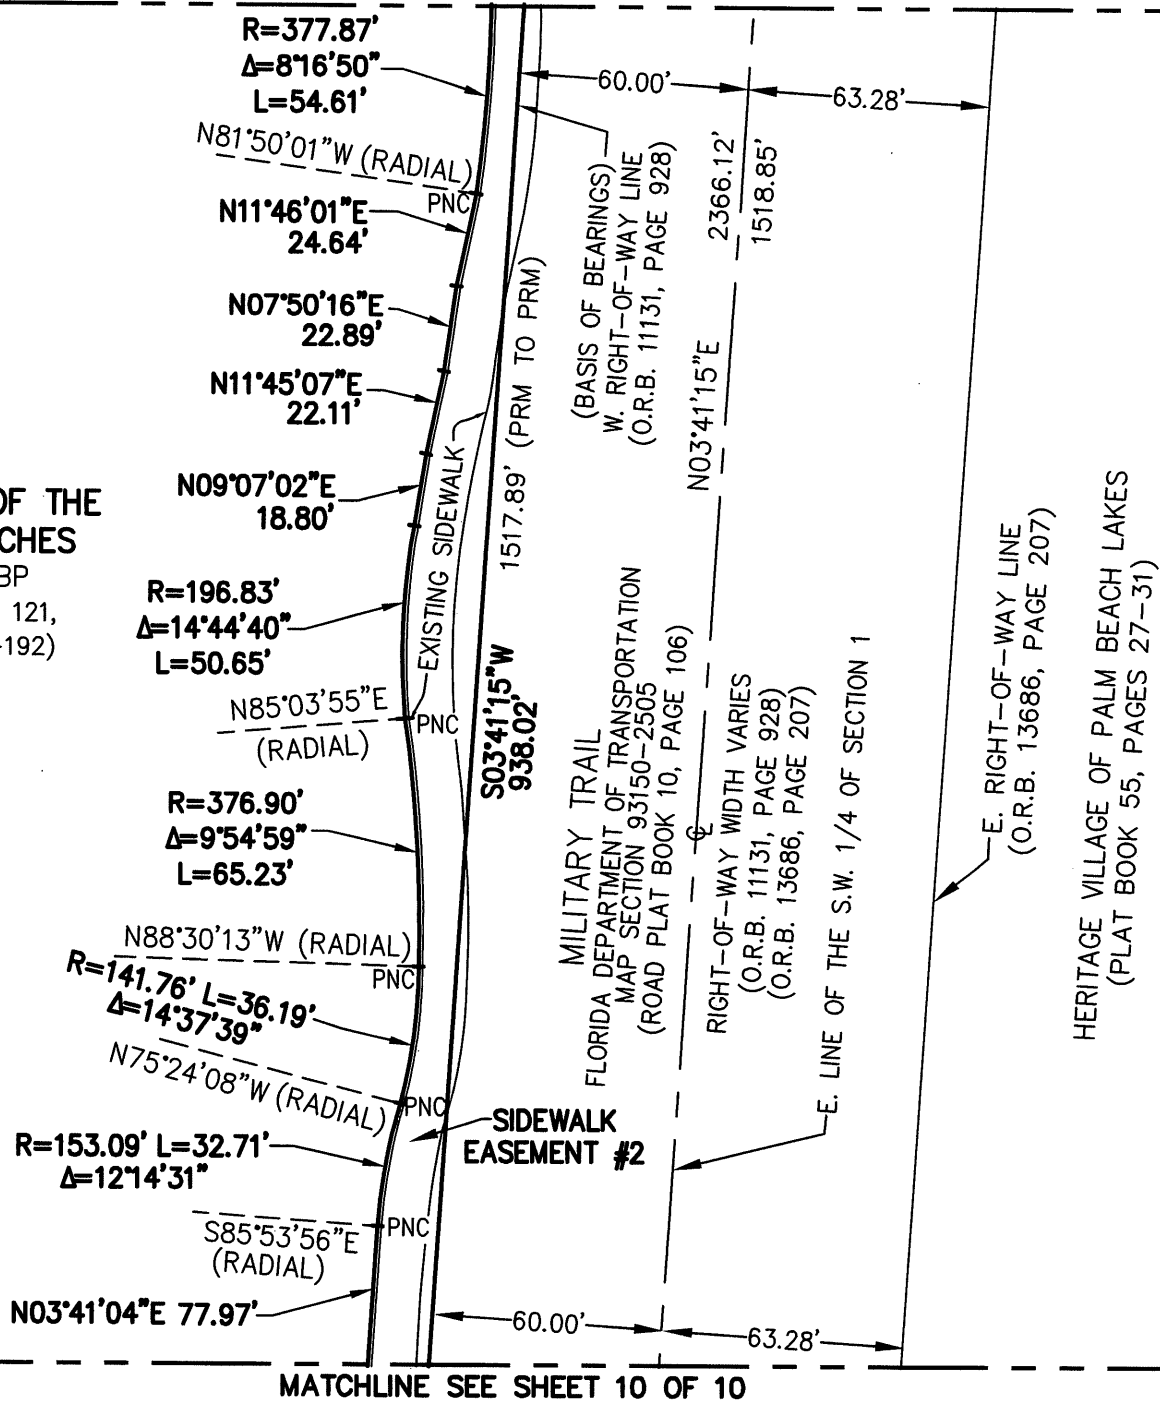 R=377.87'
Δ=8°16'50"
L=54.61'
N81°50'01"W (RADIAL)
PNC
N11°46'01"E
24.64'
N07°50'16"E
22.89'
N11°45'07"E
22.11'
N09°07'02"E
18.80'
OF THE
CHES
BP
121,
-192)
R=196.83'
Δ=14°44'40"
L=50.65'
N85°03'55"E
(RADIAL)
PNC
R=376.90'
Δ=9°54'59"
L=65.23'
N88°30'13"W (RADIAL)
PNC
R=141.76' L=36.19'
Δ=14°37'39"
N75°24'08"W (RADIAL)
PNC
R=153.09' L=32.71'
Δ=12°14'31"
S85°53'56"E
(RADIAL)
PNC
N03°41'04"E 77.97'
EXISTING SIDEWALK
1517.89' (PRM TO PRM)
S03°41'15"W
938.02'
SIDEWALK
EASEMENT #2
60.00'
63.28'
(BASIS OF BEARINGS)
W. RIGHT-OF-WAY LINE
(O.R.B. 11131, PAGE 928)
2366.12'
1518.85'
N03°41'15"E
MILITARY TRAIL
FLORIDA DEPARTMENT OF TRANSPORTATION
MAP SECTION 93150-2505
(ROAD PLAT BOOK 10, PAGE 106)
℄
RIGHT-OF-WAY WIDTH VARIES
(O.R.B. 11131, PAGE 928)
(O.R.B. 13686, PAGE 207)
E. LINE OF THE S.W. 1/4 OF SECTION 1
E. RIGHT-OF-WAY LINE
(O.R.B. 13686, PAGE 207)
HERITAGE VILLAGE OF PALM BEACH LAKES
(PLAT BOOK 55, PAGES 27-31)
60.00'
63.28'
MATCHLINE SEE SHEET 10 OF 10